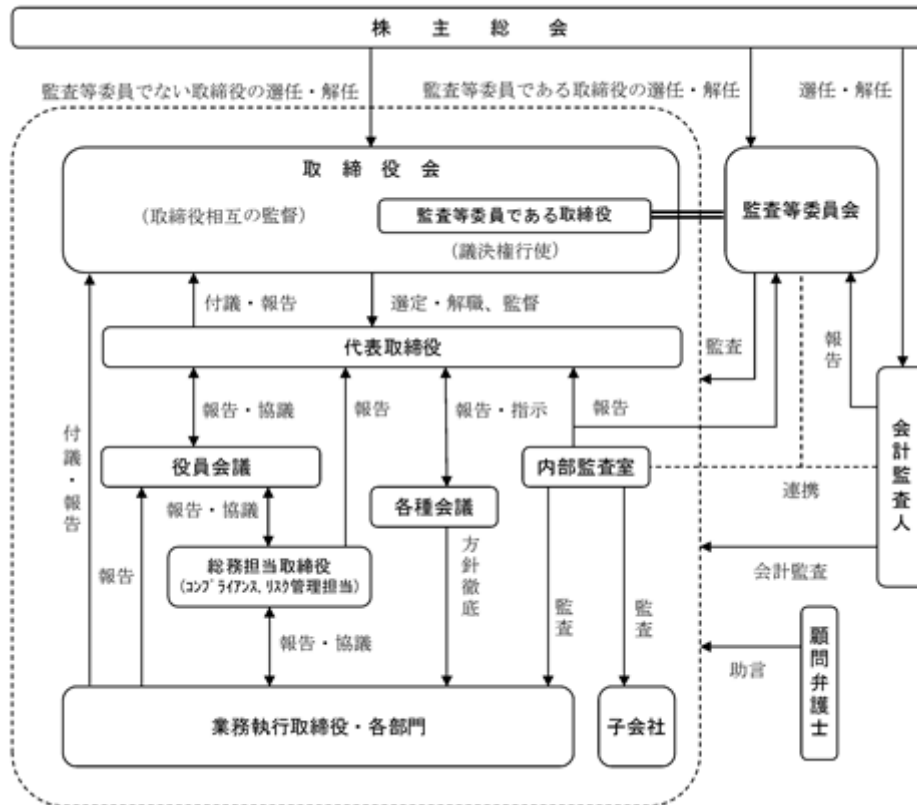 株主総会
監査等委員でない取締役の選任・解任
監査等委員である取締役の選任・解任
選任・解任
取締役会
(取締役相互の監督)
監査等委員である取締役
(議決権行使)
監査等委員会
付議・報告
選定・解職、監督
代表取締役
監査
報告
報告・協議
報告
報告・指示
報告
付議・報告
役員会議
内部監査室
会計監査人
連携
報告・協議
各種会議
報告
総務担当取締役
(コンプライアンス、リスク管理担当)
方針徹底
会計監査
監査
監査
報告・協議
助言
顧問弁護士
業務執行取締役・各部門
子会社